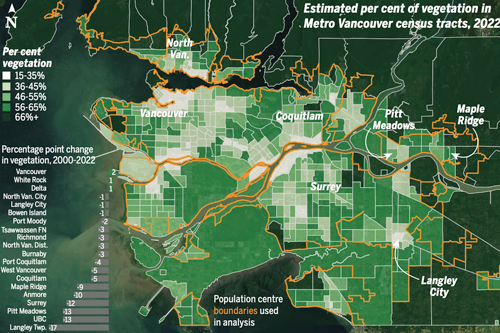 Estimated per cent of vegetation in
Metro Vancouver census tracts, 2022
N
Per cent
vegetation
15-35%
36-45%
46-55%
56-65%
66%+
North
Van.
Vancouver
Coquitlam
Pitt
Meadows
Maple
Ridge
Surrey
Langley
City
Percentage point change
in vegetation, 2000-2022
Vancouver 2
White Rock 1
Delta 1
North Van. City -1
Langley City -1
Bowen Island -1
Port Moody -2
Tsawwassen FN -3
Richmond -3
North Van. Dist. -3
Burnaby -3
Port Coquitlam -4
West Vancouver -5
Coquitlam -5
Maple Ridge -9
Anmore -10
Surrey -12
Pitt Meadows -13
UBC -13
Langley Twp. -17
Population centre
boundaries used
in analysis